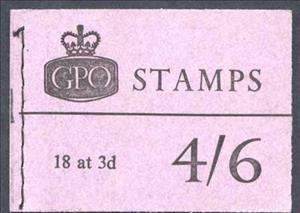 GPO STAMPS
18 at 3d 4/6